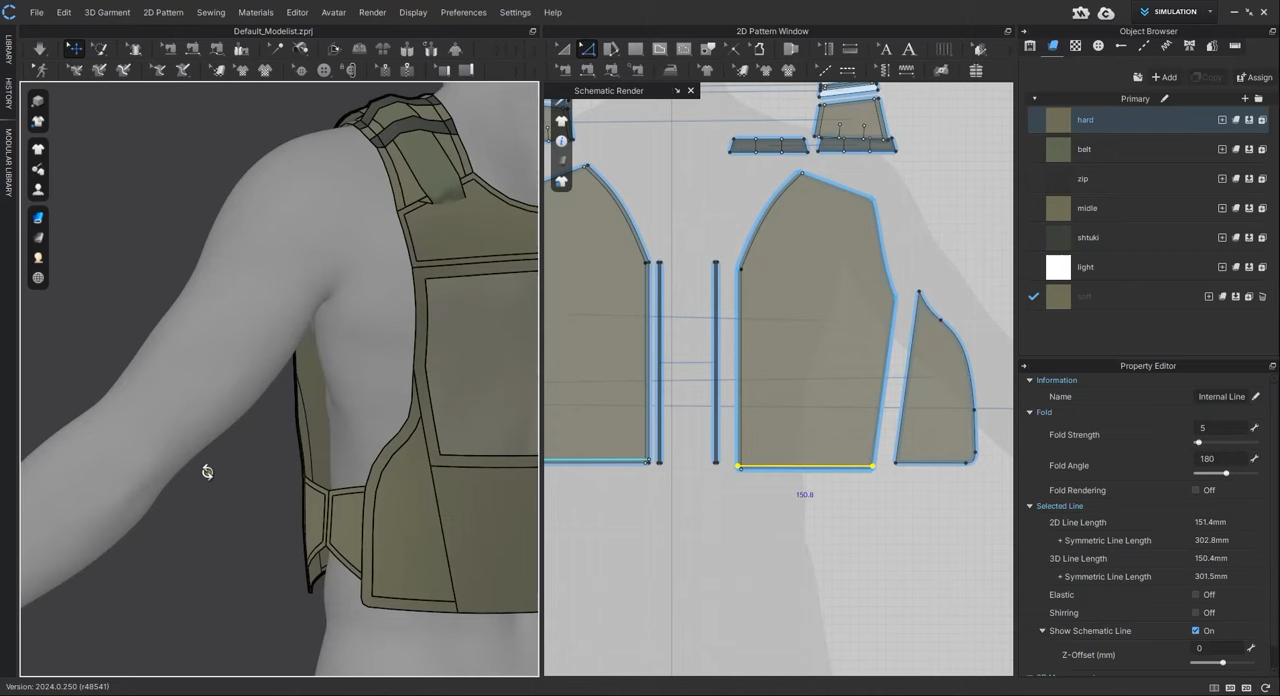 File Edit 3D Garment 2D Pattern Sewing Materials Editor Avatar Render Display Preferences Settings Help
SIMULATION
Default_Modelist.zprj
2D Pattern Window
Object Browser
LIBRARY
HISTORY
MODULAR LIBRARY
Schematic Render
+ Add
Copy
Assign
Primary
hard
belt
zip
midle
shtuki
light
soft
Property Editor
Information
Name Internal Line
Fold
Fold Strength 5
Fold Angle 180
Fold Rendering Off
Selected Line
2D Line Length 151.4mm
+ Symmetric Line Length 302.8mm
3D Line Length 150.4mm
+ Symmetric Line Length 301.5mm
Elastic Off
Shirring Off
Show Schematic Line On
Z-Offset (mm) 0
150.8
Version: 2024.0.250 (r48541)
3D
2D